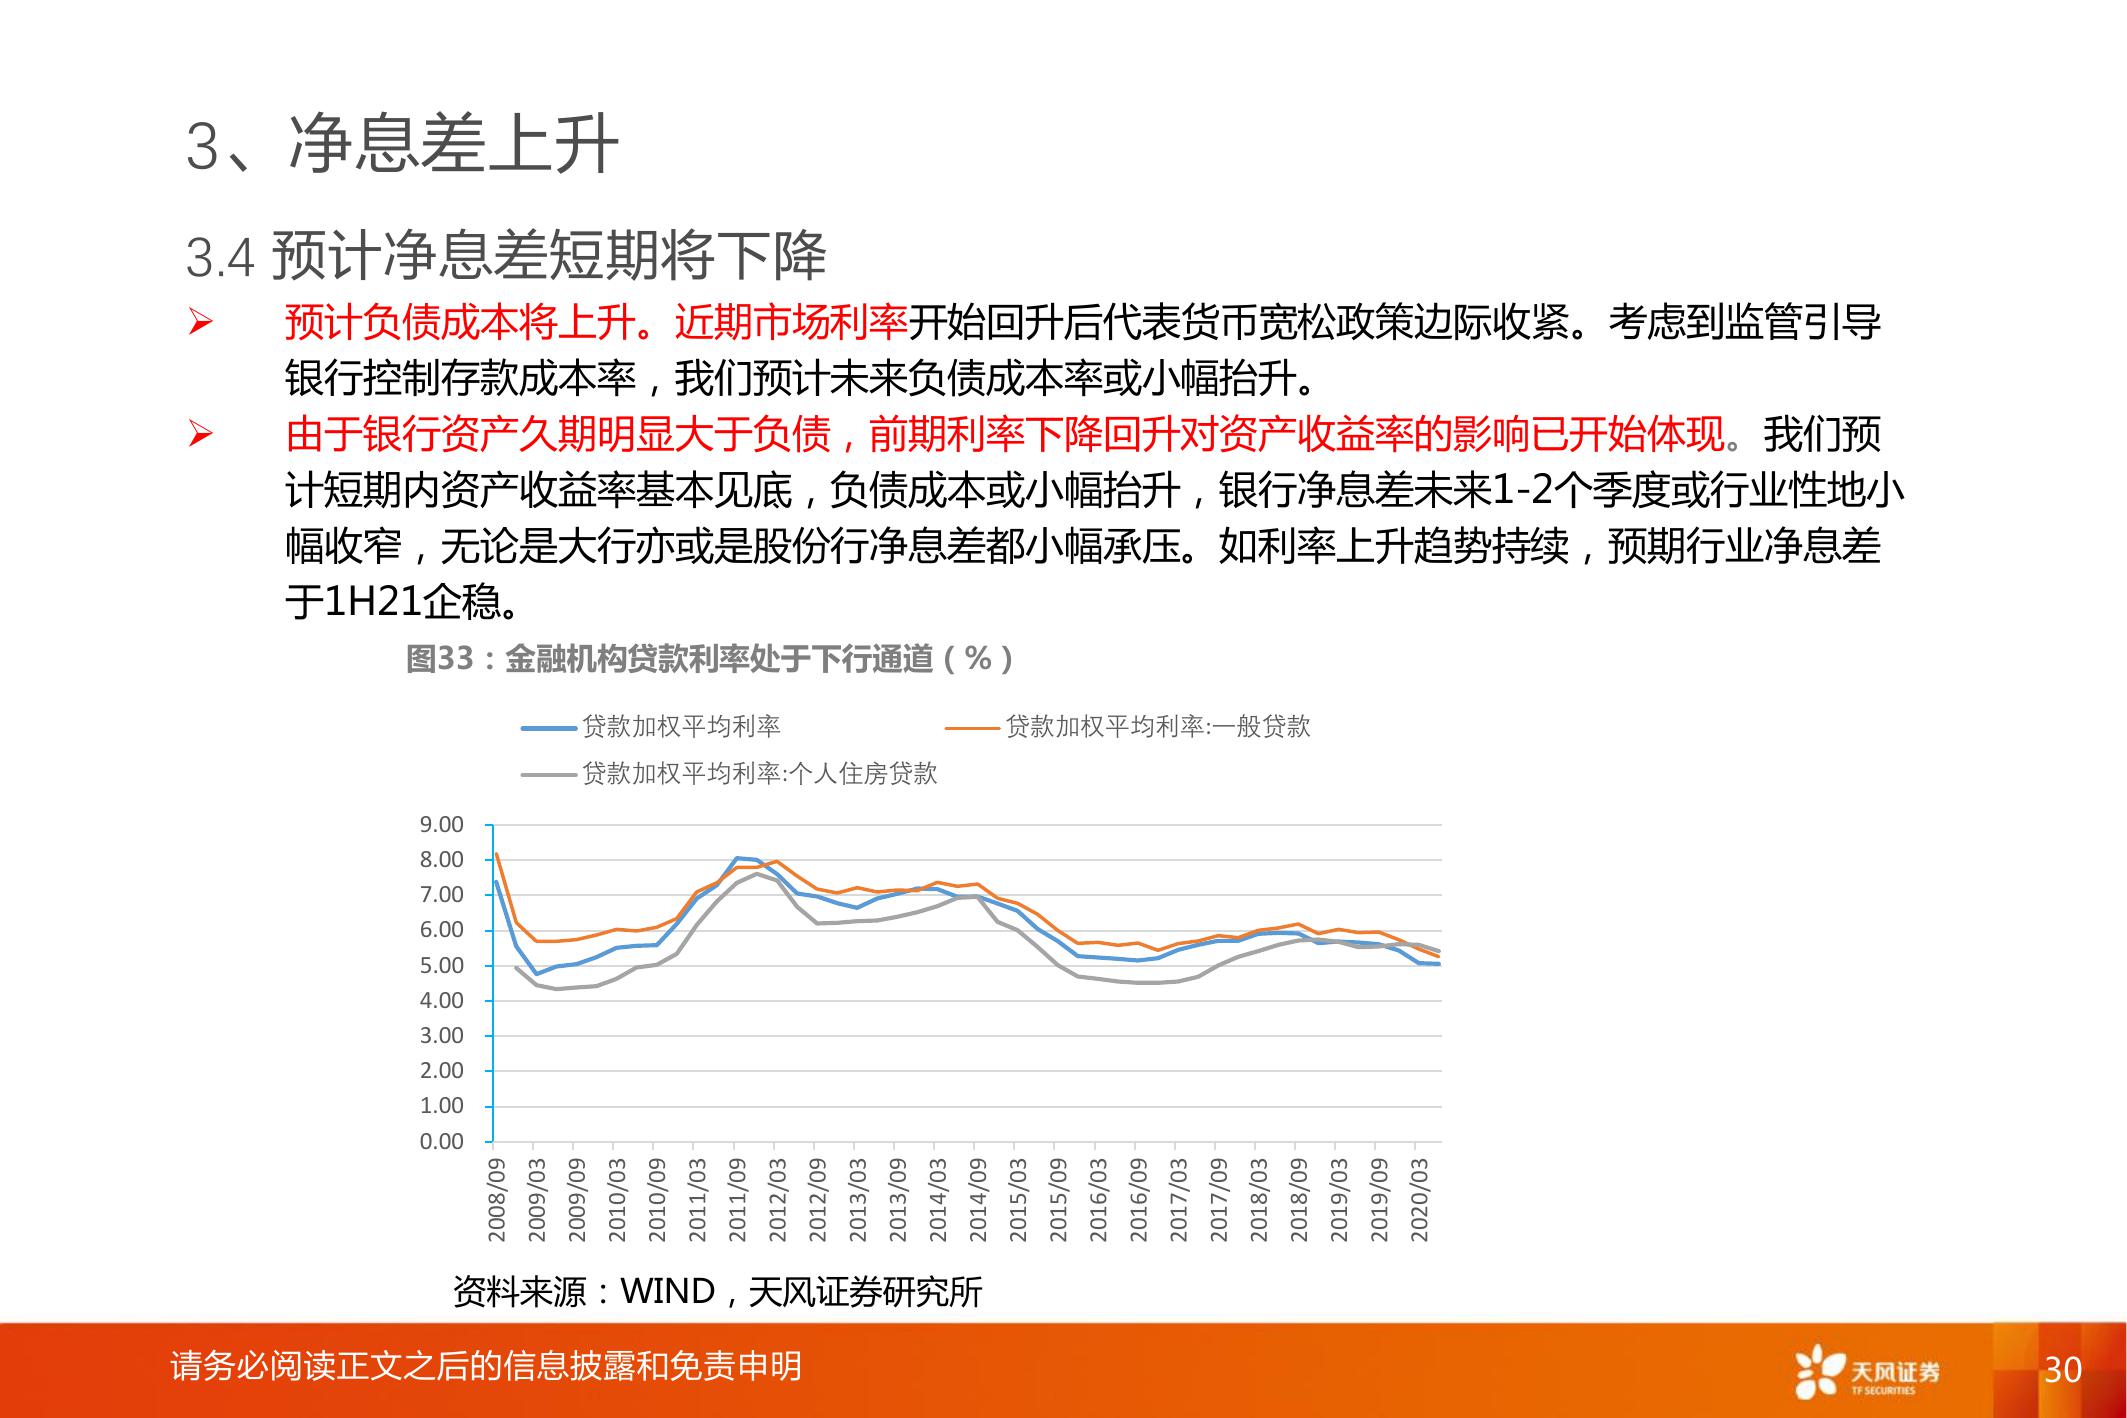 3、净息差上升
3.4 预计净息差短期将下降
➢ 预计负债成本将上升。近期市场利率开始回升后代表货币宽松政策边际收紧。考虑到监管引导
银行控制存款成本率，我们预计未来负债成本率或小幅抬升。
➢ 由于银行资产久期明显大于负债，前期利率下降回升对资产收益率的影响已开始体现。我们预
计短期内资产收益率基本见底，负债成本或小幅抬升，银行净息差未来1-2个季度或行业性地小
幅收窄，无论是大行亦或是股份行净息差都小幅承压。如利率上升趋势持续，预期行业净息差
于1H21企稳。
图33：金融机构贷款利率处于下行通道（%）
贷款加权平均利率
贷款加权平均利率:一般贷款
贷款加权平均利率:个人住房贷款
9.00
8.00
7.00
6.00
5.00
4.00
3.00
2.00
1.00
0.00
2008/09
2009/03
2009/09
2010/03
2010/09
2011/03
2011/09
2012/03
2012/09
2013/03
2013/09
2014/03
2014/09
2015/03
2015/09
2016/03
2016/09
2017/03
2017/09
2018/03
2018/09
2019/03
2019/09
2020/03
资料来源：WIND，天风证券研究所
请务必阅读正文之后的信息披露和免责申明
天风证券
TF SECURITIES
30